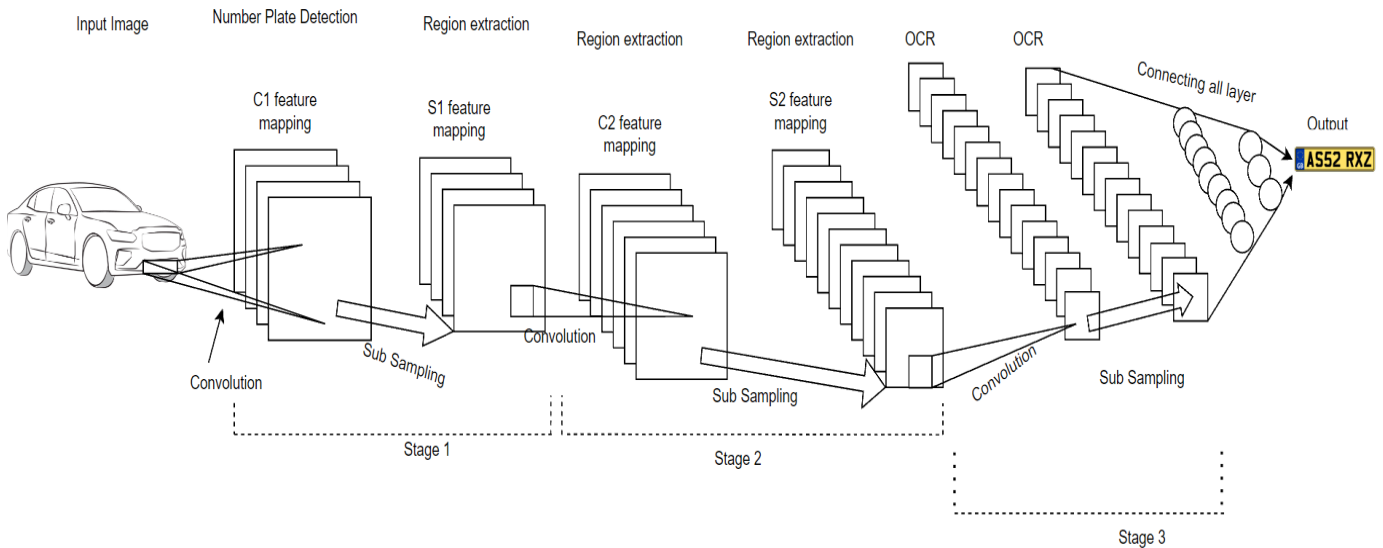 Input Image
Number Plate Detection
Region extraction
Region extraction
Region extraction
OCR
OCR
C1 feature
mapping
S1 feature
mapping
C2 feature
mapping
S2 feature
mapping
Connecting all layer
Output
AS52 RXZ
Convolution
Sub Sampling
Convolution
Sub Sampling
Convolution
Sub Sampling
Stage 1
Stage 2
Stage 3